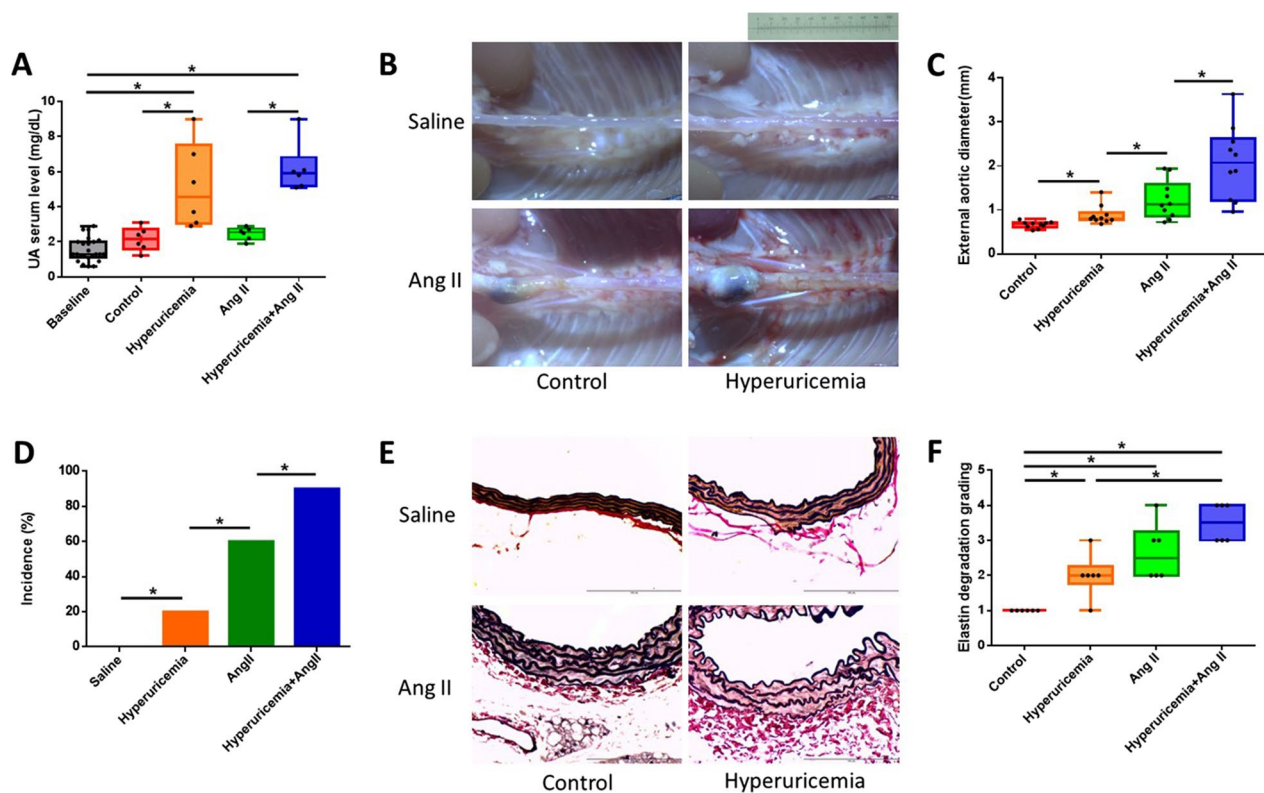 A
UA serum level (mg/dL)
10
8
6
4
2
0
*
*
*
*
Baseline
Control
Hyperuricemia
Ang II
Hyperuricemia+Ang II
B
Saline
Ang II
Control
Hyperuricemia
C
External aortic diameter(mm)
4
3
2
1
0
*
*
*
Control
Hyperuricemia
Ang II
Hyperuricemia+Ang II
D
Incidence (%)
100
80
60
40
20
0
*
*
*
Saline
Hyperuricemia
AngII
Hyperuricemia+AngII
E
Saline
Ang II
Control
Hyperuricemia
F
Elastin degradation grading
5
4
3
2
1
0
*
*
*
*
Control
Hyperuricemia
Ang II
Hyperuricemia+Ang II